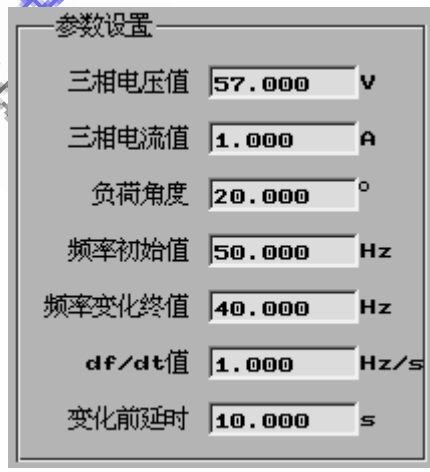 参数设置
三相电压值 57.000 V
三相电流值 1.000 A
负荷角度 20.000 °
频率初始值 50.000 Hz
频率变化终值 40.000 Hz
df/dt值 1.000 Hz/s
变化前延时 10.000 s